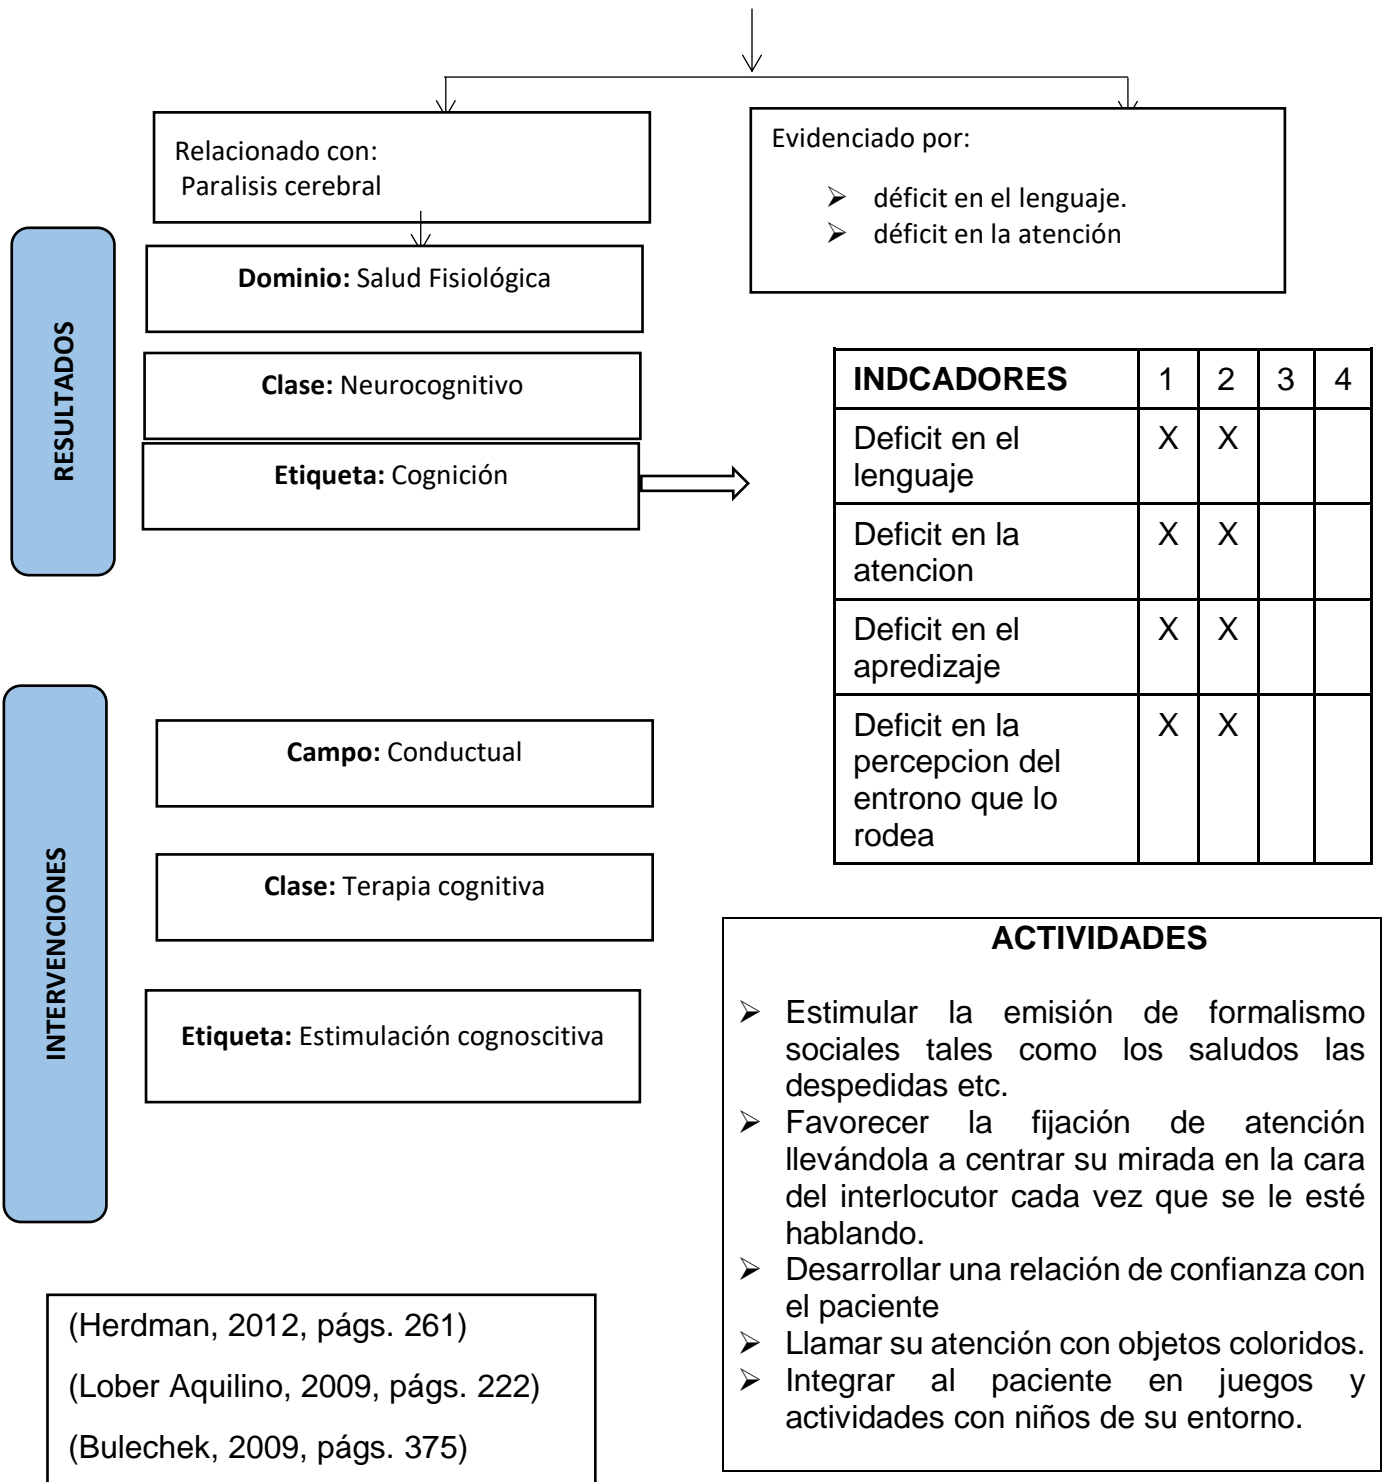 Relacionado con:
Paralisis cerebral
Evidenciado por:
➢ déficit en el lenguaje.
➢ déficit en la atención
RESULTADOS
Dominio: Salud Fisiológica
Clase: Neurocognitivo
Etiqueta: Cognición
INDCADORES 1 2 3 4
Deficit en el X X
lenguaje
Deficit en la X X
atencion
Deficit en el X X
apredizaje
Deficit en la X X
percepcion del
entrono que lo
rodea
INTERVENCIONES
Campo: Conductual
Clase: Terapia cognitiva
Etiqueta: Estimulación cognoscitiva
ACTIVIDADES
➢ Estimular la emisión de formalismo
sociales tales como los saludos las
despedidas etc.
➢ Favorecer la fijación de atención
llevándola a centrar su mirada en la cara
del interlocutor cada vez que se le esté
hablando.
➢ Desarrollar una relación de confianza con
el paciente
➢ Llamar su atención con objetos coloridos.
➢ Integrar al paciente en juegos y
actividades con niños de su entorno.
(Herdman, 2012, págs. 261)
(Lober Aquilino, 2009, págs. 222)
(Bulechek, 2009, págs. 375)